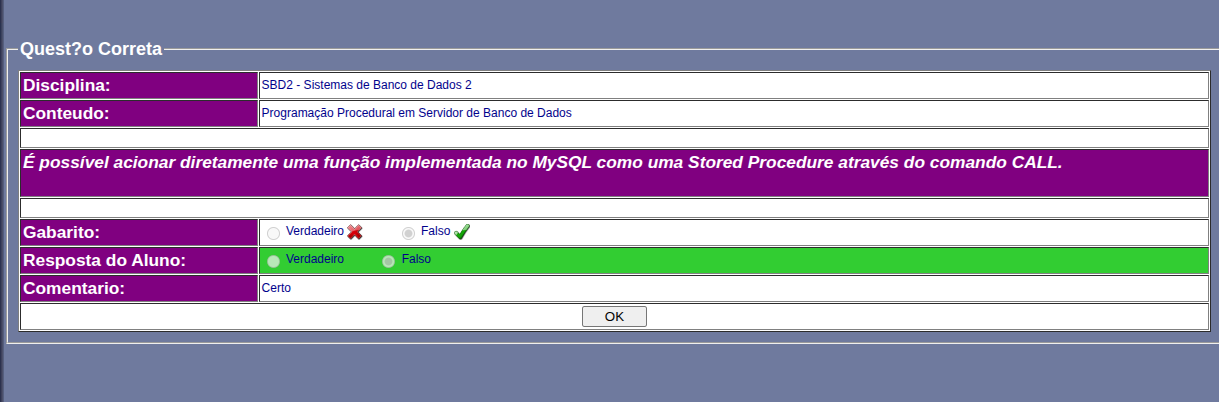 Quest?o Correta
Disciplina: SBD2 - Sistemas de Banco de Dados 2
Conteudo: Programação Procedural em Servidor de Banco de Dados
É possível acionar diretamente uma função implementada no MySQL como uma Stored Procedure através do comando CALL.
Gabarito: Verdadeiro Falso
Resposta do Aluno: Verdadeiro Falso
Comentario: Certo
OK